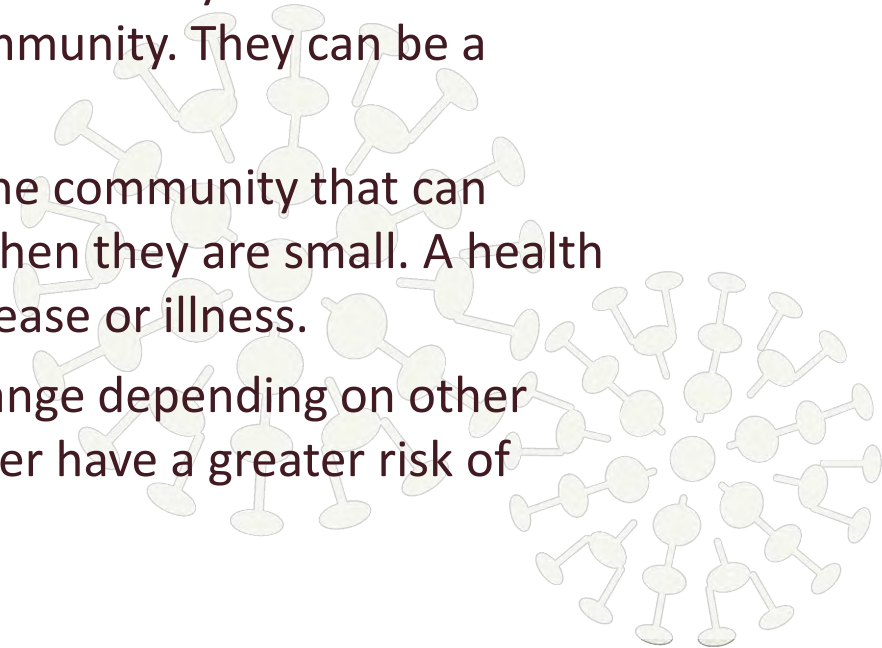 mmunity. They can be a
he community that can
hen they are small. A health
ease or illness.
ange depending on other
er have a greater risk of